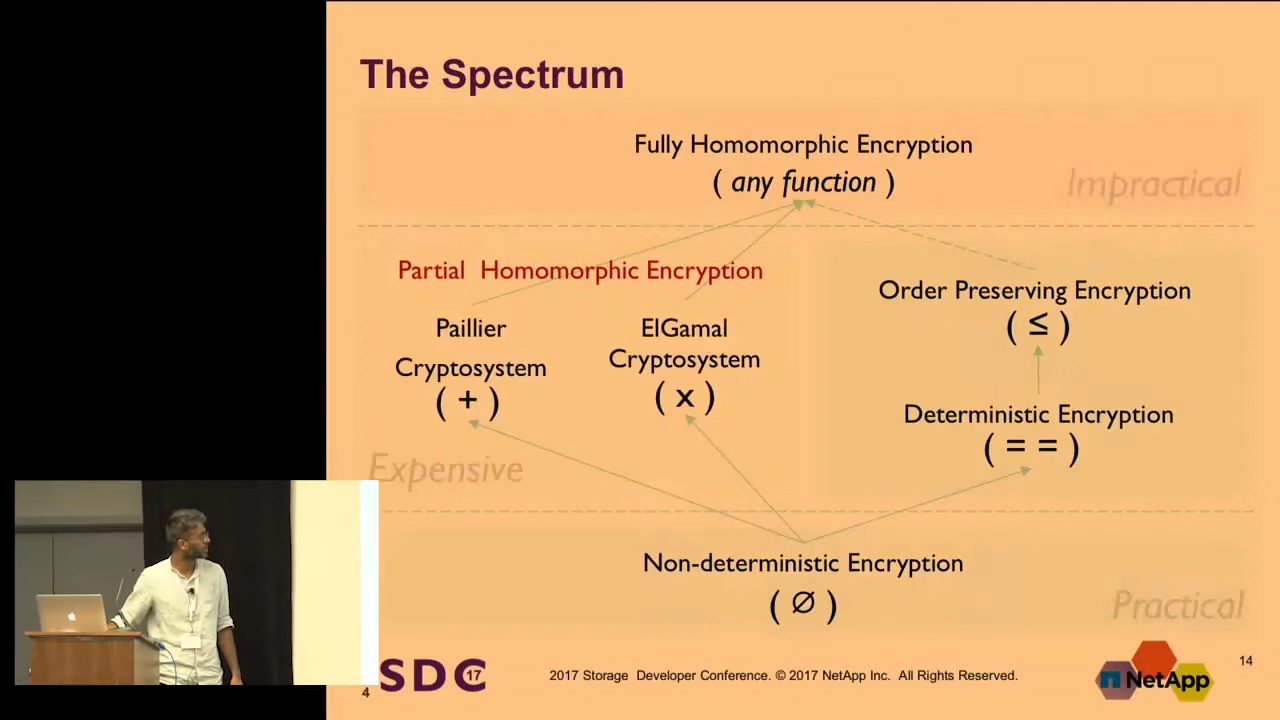 The Spectrum
Fully Homomorphic Encryption
( any function )
Impractical
Partial Homomorphic Encryption
Order Preserving Encryption
( ≤ )
Paillier
Cryptosystem
( + )
ElGamal
Cryptosystem
( x )
Deterministic Encryption
( = = )
Expensive
Non-deterministic Encryption
( ∅ )
Practical
SDC 17
2017 Storage Developer Conference. © 2017 NetApp Inc. All Rights Reserved.
n NetApp
14
4